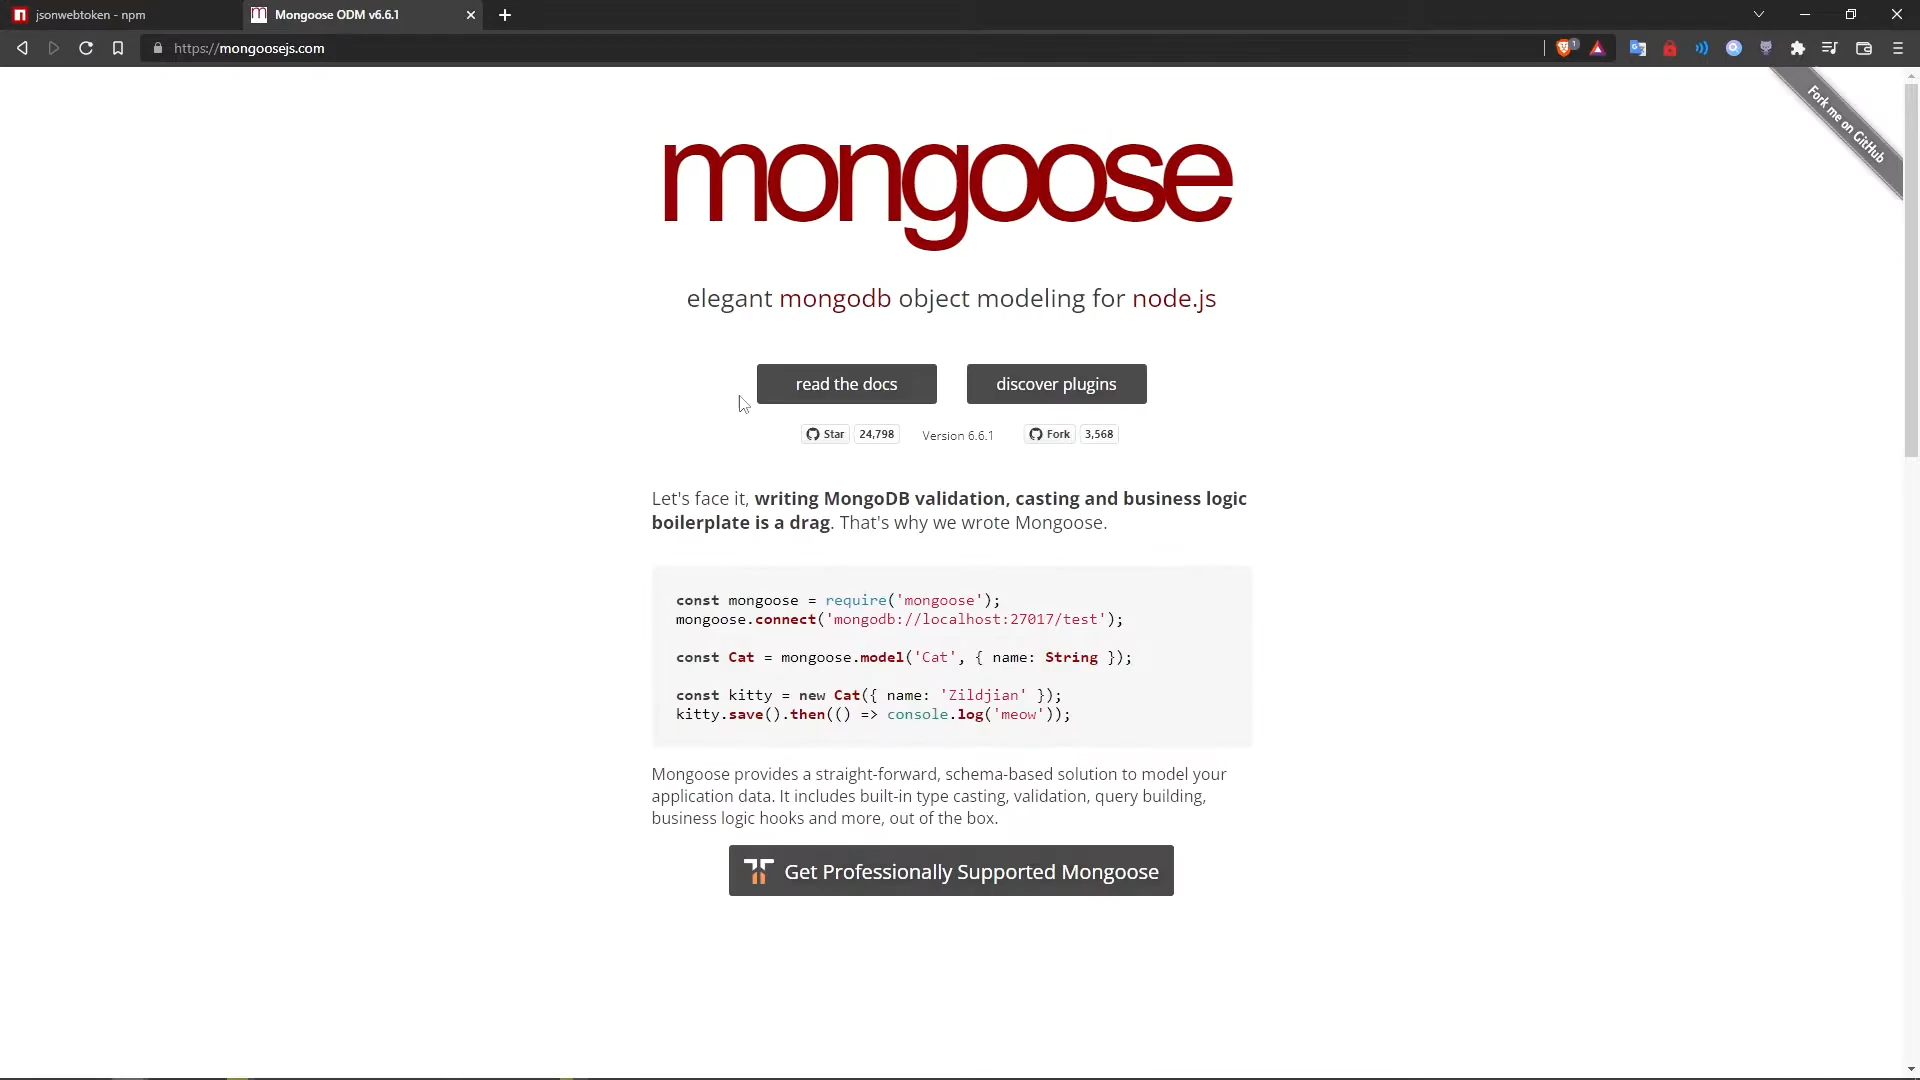 jsonwebtoken - npm
Mongoose ODM v6.6.1
https://mongoosejs.com
1
Fork me on GitHub
mongoose
elegant mongodb object modeling for node.js
read the docs
discover plugins
Star 24,798 Version 6.6.1 Fork 3,568
Let's face it, writing MongoDB validation, casting and business logic
boilerplate is a drag. That's why we wrote Mongoose.
const mongoose = require('mongoose');
mongoose.connect('mongodb://localhost:27017/test');
const Cat = mongoose.model('Cat', { name: String });
const kitty = new Cat({ name: 'Zildjian' });
kitty.save().then(() => console.log('meow'));
Mongoose provides a straight-forward, schema-based solution to model your
application data. It includes built-in type casting, validation, query building,
business logic hooks and more, out of the box.
Get Professionally Supported Mongoose